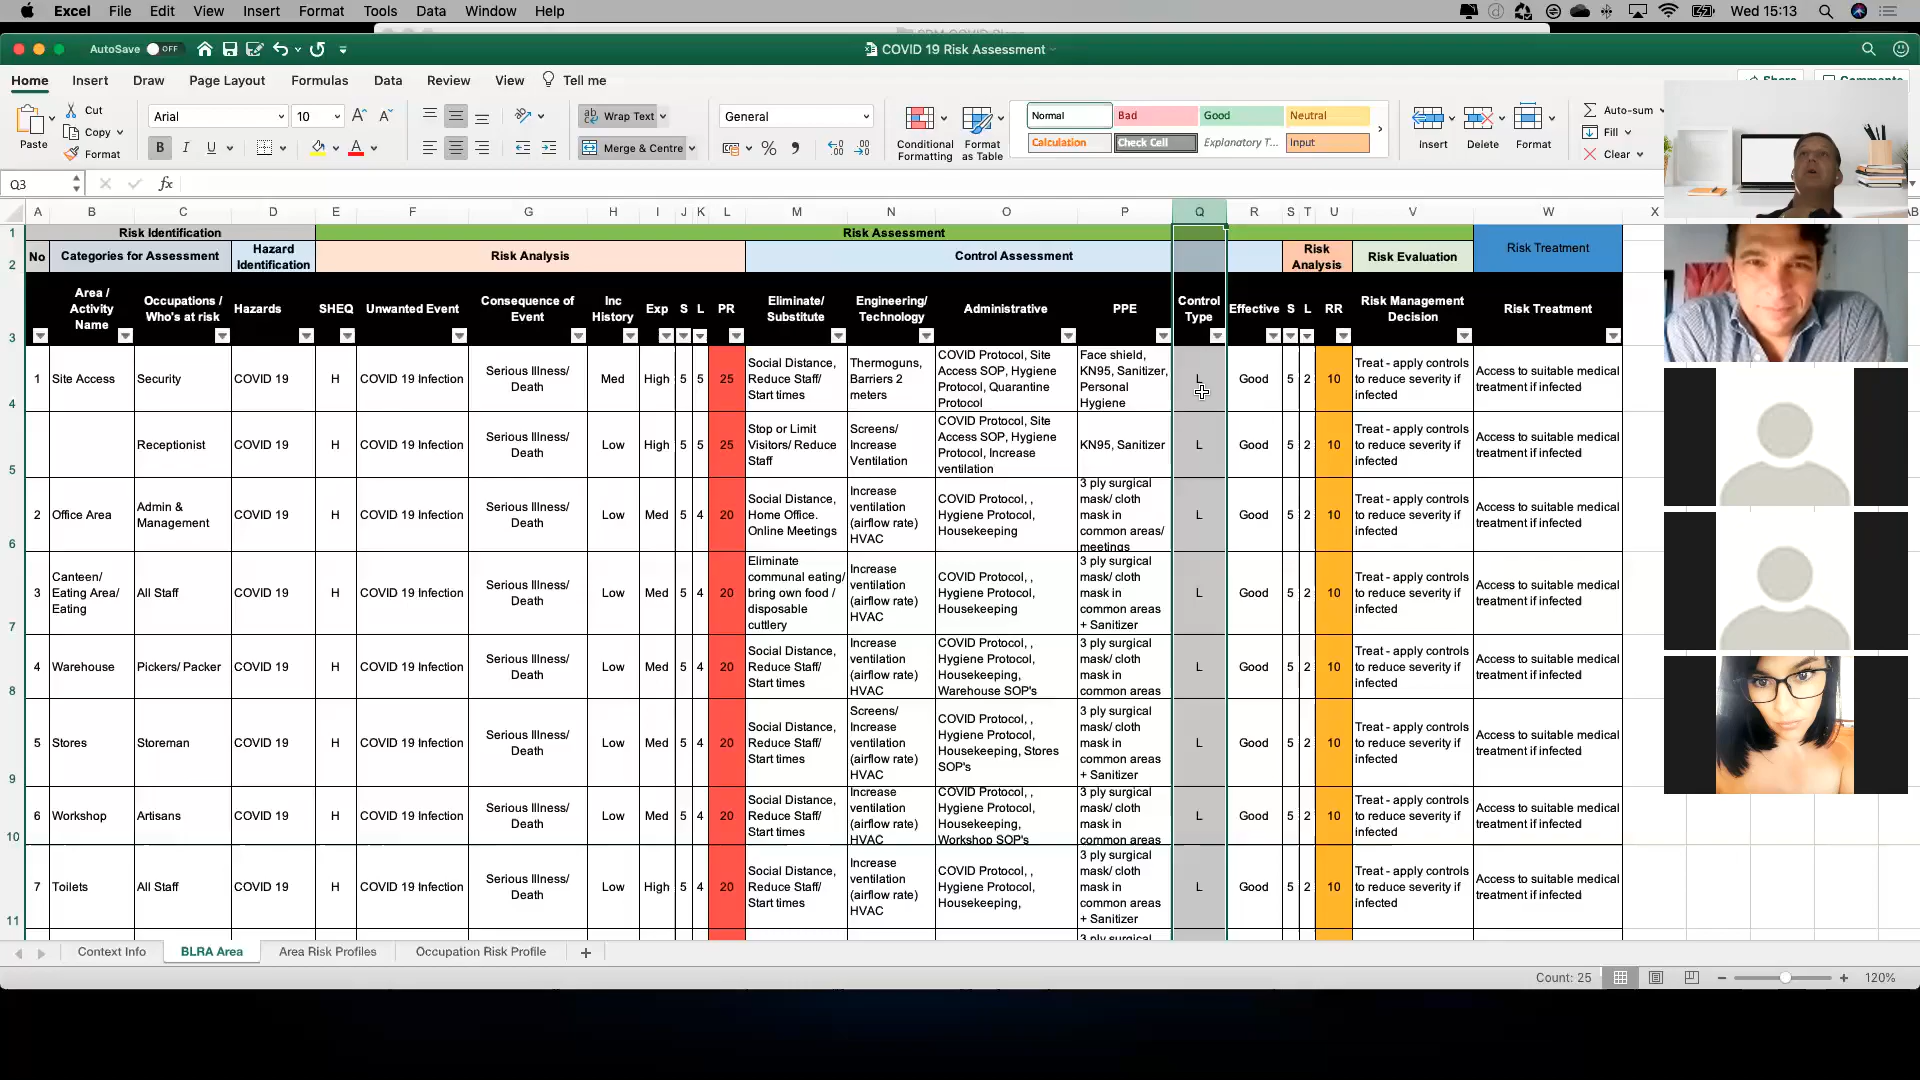 Excel File Edit View Insert Format Tools Data Window Help Wed 15:13
AutoSave OFF COVID 19 Risk Assessment
Home Insert Draw Page Layout Formulas Data Review View Tell me
Paste Cut Copy Format
Arial 10
B I U
Wrap Text
Merge & Centre
General
Conditional Formatting
Format as Table
Normal Bad Good Neutral
Calculation Check Cell Explanatory T... Input
Insert Delete Format
Auto-sum
Fill
Clear
Q3 fx
A B C D E F G H I J K L M N O P Q R S T U V W X
1 Risk Identification Risk Assessment Risk Treatment
2 No Categories for Assessment Hazard Identification Risk Analysis Control Assessment Risk Analysis Risk Evaluation
3 Area / Activity Name Occupations / Who's at risk Hazards SHEQ Unwanted Event Consequence of Event Inc History Exp S L PR Eliminate/ Substitute Engineering/ Technology Administrative PPE Control Type Effective S L RR Risk Management Decision Risk Treatment
4 1 Site Access Security COVID 19 H COVID 19 Infection Serious Illness/ Death Med High 5 5 25 Social Distance, Reduce Staff/ Start times Thermoguns, Barriers 2 meters COVID Protocol, Site Access SOP, Hygiene Protocol, Quarantine Protocol Face shield, KN95, Sanitizer, Personal Hygiene L Good 5 2 10 Treat - apply controls to reduce severity if infected Access to suitable medical treatment if infected
5 Receptionist COVID 19 H COVID 19 Infection Serious Illness/ Death Low High 5 5 25 Stop or Limit Visitors/ Reduce Staff Screens/ Increase Ventilation COVID Protocol, Site Access SOP, Hygiene Protocol, Increase ventilation KN95, Sanitizer L Good 5 2 10 Treat - apply controls to reduce severity if infected Access to suitable medical treatment if infected
6 2 Office Area Admin & Management COVID 19 H COVID 19 Infection Serious Illness/ Death Low Med 5 4 20 Social Distance, Home Office. Online Meetings Increase ventilation (airflow rate) HVAC COVID Protocol, , Hygiene Protocol, Housekeeping 3 ply surgical mask/ cloth mask in common areas/ meetings L Good 5 2 10 Treat - apply controls to reduce severity if infected Access to suitable medical treatment if infected
7 3 Canteen/ Eating Area/ Eating All Staff COVID 19 H COVID 19 Infection Serious Illness/ Death Low Med 5 4 20 Eliminate communal eating/ bring own food / disposable cuttlery Increase ventilation (airflow rate) HVAC COVID Protocol, , Hygiene Protocol, Housekeeping 3 ply surgical mask/ cloth mask in common areas + Sanitizer L Good 5 2 10 Treat - apply controls to reduce severity if infected Access to suitable medical treatment if infected
8 4 Warehouse Pickers/ Packer COVID 19 H COVID 19 Infection Serious Illness/ Death Low Med 5 4 20 Social Distance, Reduce Staff/ Start times Increase ventilation (airflow rate) HVAC COVID Protocol, , Hygiene Protocol, Housekeeping, Warehouse SOP's 3 ply surgical mask/ cloth mask in common areas L Good 5 2 10 Treat - apply controls to reduce severity if infected Access to suitable medical treatment if infected
9 5 Stores Storeman COVID 19 H COVID 19 Infection Serious Illness/ Death Low Med 5 4 20 Social Distance, Reduce Staff/ Start times Screens/ Increase ventilation (airflow rate) HVAC COVID Protocol, , Hygiene Protocol, Housekeeping, Stores SOP's 3 ply surgical mask/ cloth mask in common areas + Sanitizer L Good 5 2 10 Treat - apply controls to reduce severity if infected Access to suitable medical treatment if infected
10 6 Workshop Artisans COVID 19 H COVID 19 Infection Serious Illness/ Death Low Med 5 4 20 Social Distance, Reduce Staff/ Start times Increase ventilation (airflow rate) HVAC COVID Protocol, , Hygiene Protocol, Housekeeping, Workshop SOP's 3 ply surgical mask/ cloth mask in common areas L Good 5 2 10 Treat - apply controls to reduce severity if infected Access to suitable medical treatment if infected
11 7 Toilets All Staff COVID 19 H COVID 19 Infection Serious Illness/ Death Low High 5 4 20 Social Distance, Reduce Staff/ Start times Increase ventilation (airflow rate) HVAC COVID Protocol, , Hygiene Protocol, Housekeeping, 3 ply surgical mask/ cloth mask in common areas + Sanitizer L Good 5 2 10 Treat - apply controls to reduce severity if infected Access to suitable medical treatment if infected
3 ply surgical
Context Info BLRA Area Area Risk Profiles Occupation Risk Profile +
Count: 25 120%